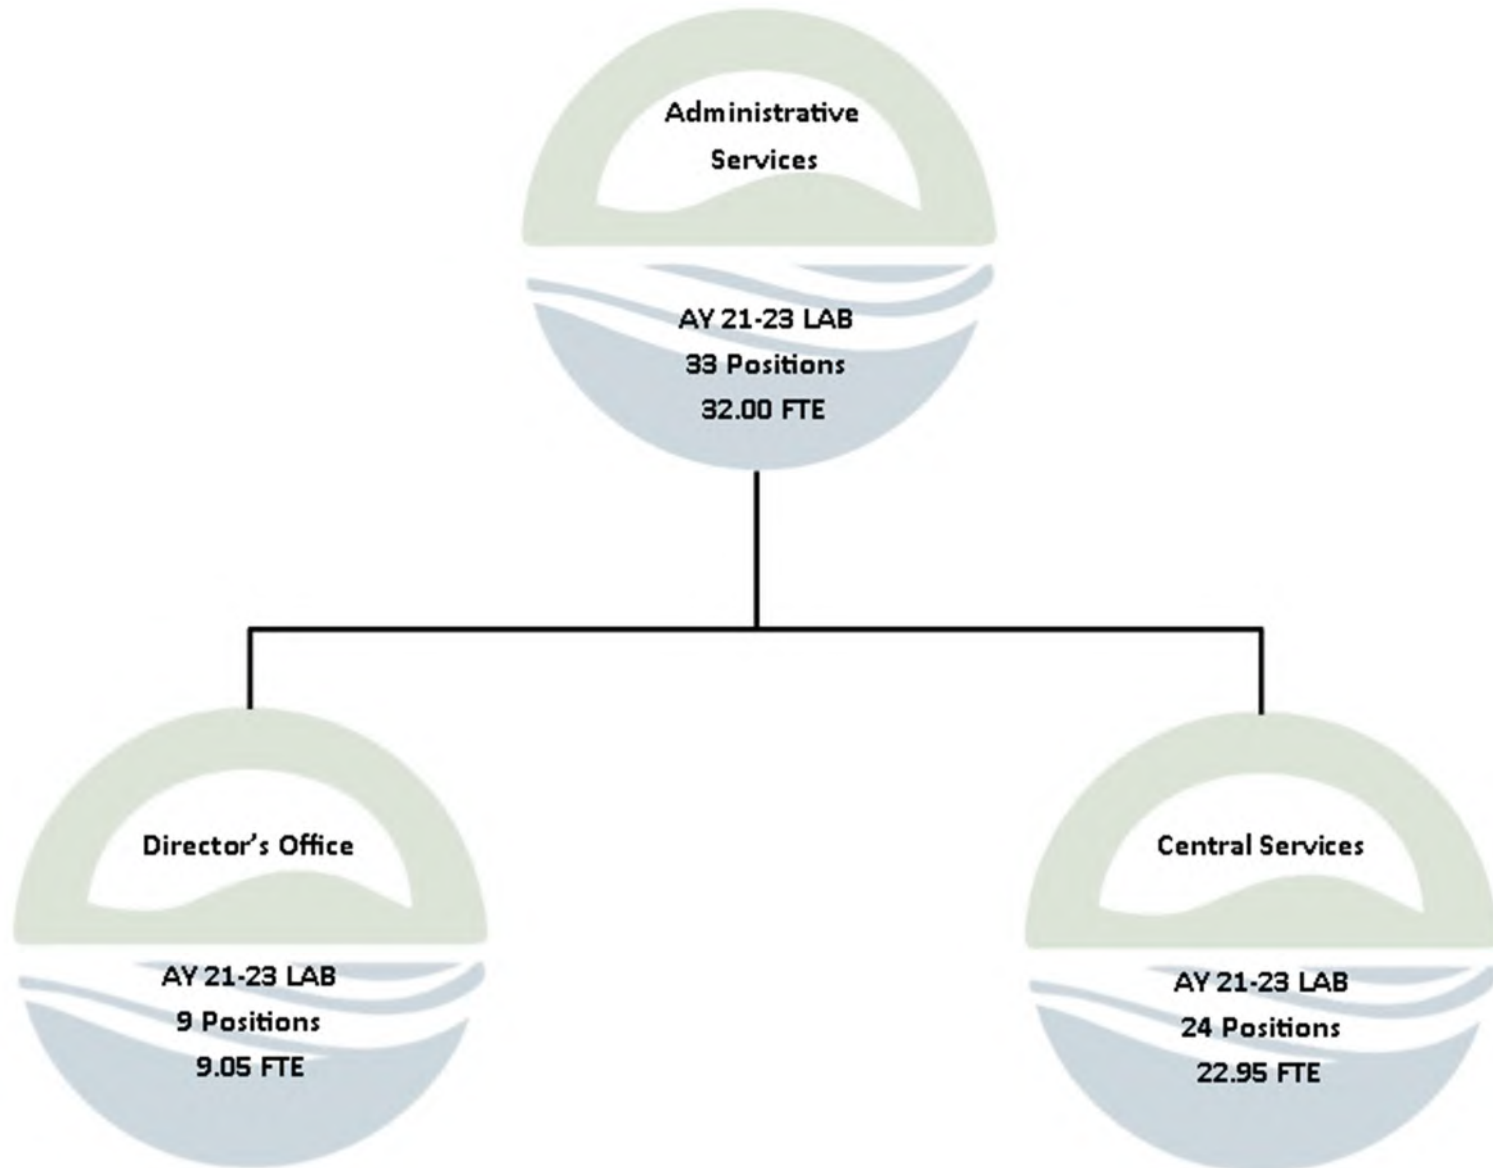 Administrative
Services
AY 21-23 LAB
33 Positions
32.00 FTE
Director’s Office
AY 21-23 LAB
9 Positions
9.05 FTE
Central Services
AY 21-23 LAB
24 Positions
22.95 FTE